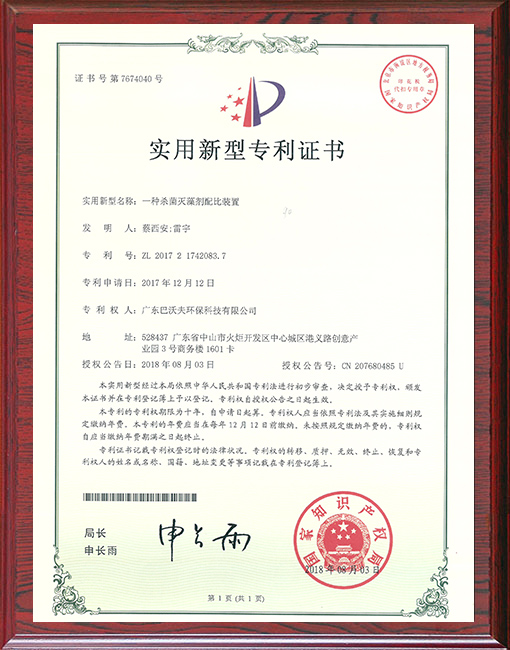 证书号第7674040号
实用新型专利证书
实用新型名称：一种杀菌灭藻剂配比装置
发 明 人：蔡西安;雷宇
专 利 号：ZL 2017 2 1742083.7
专利申请日：2017年12月12日
专 利 权 人：广东巴沃夫环保科技有限公司
地 址：528437 广东省中山市火炬开发区中心城区港义路创意产
业园3号商务楼1601卡
授权公告日：2018年08月03日 授权公告号：CN 207680485 U
本实用新型经过本局依照中华人民共和国专利法进行初步审查，决定授予专利权，颁发
本证书并在专利登记簿上予以登记。专利权自授权公告之日起生效。
本专利的专利权期限为十年，自申请日起算。专利权人应当依照专利法及其实施细则规
定缴纳年费。本专利的年费应当在每年12月12日前缴纳。未按照规定缴纳年费的，专利权
自应当缴纳年费期满之日起终止。
专利证书记载专利权登记时的法律状况。专利权的转移、质押、无效、终止、恢复和专
利权人的姓名或名称、国籍、地址变更等事项记载在专利登记簿上。
局长
申长雨
申长雨
国家知识产权局
2018年08月03日
第1页(共1页)